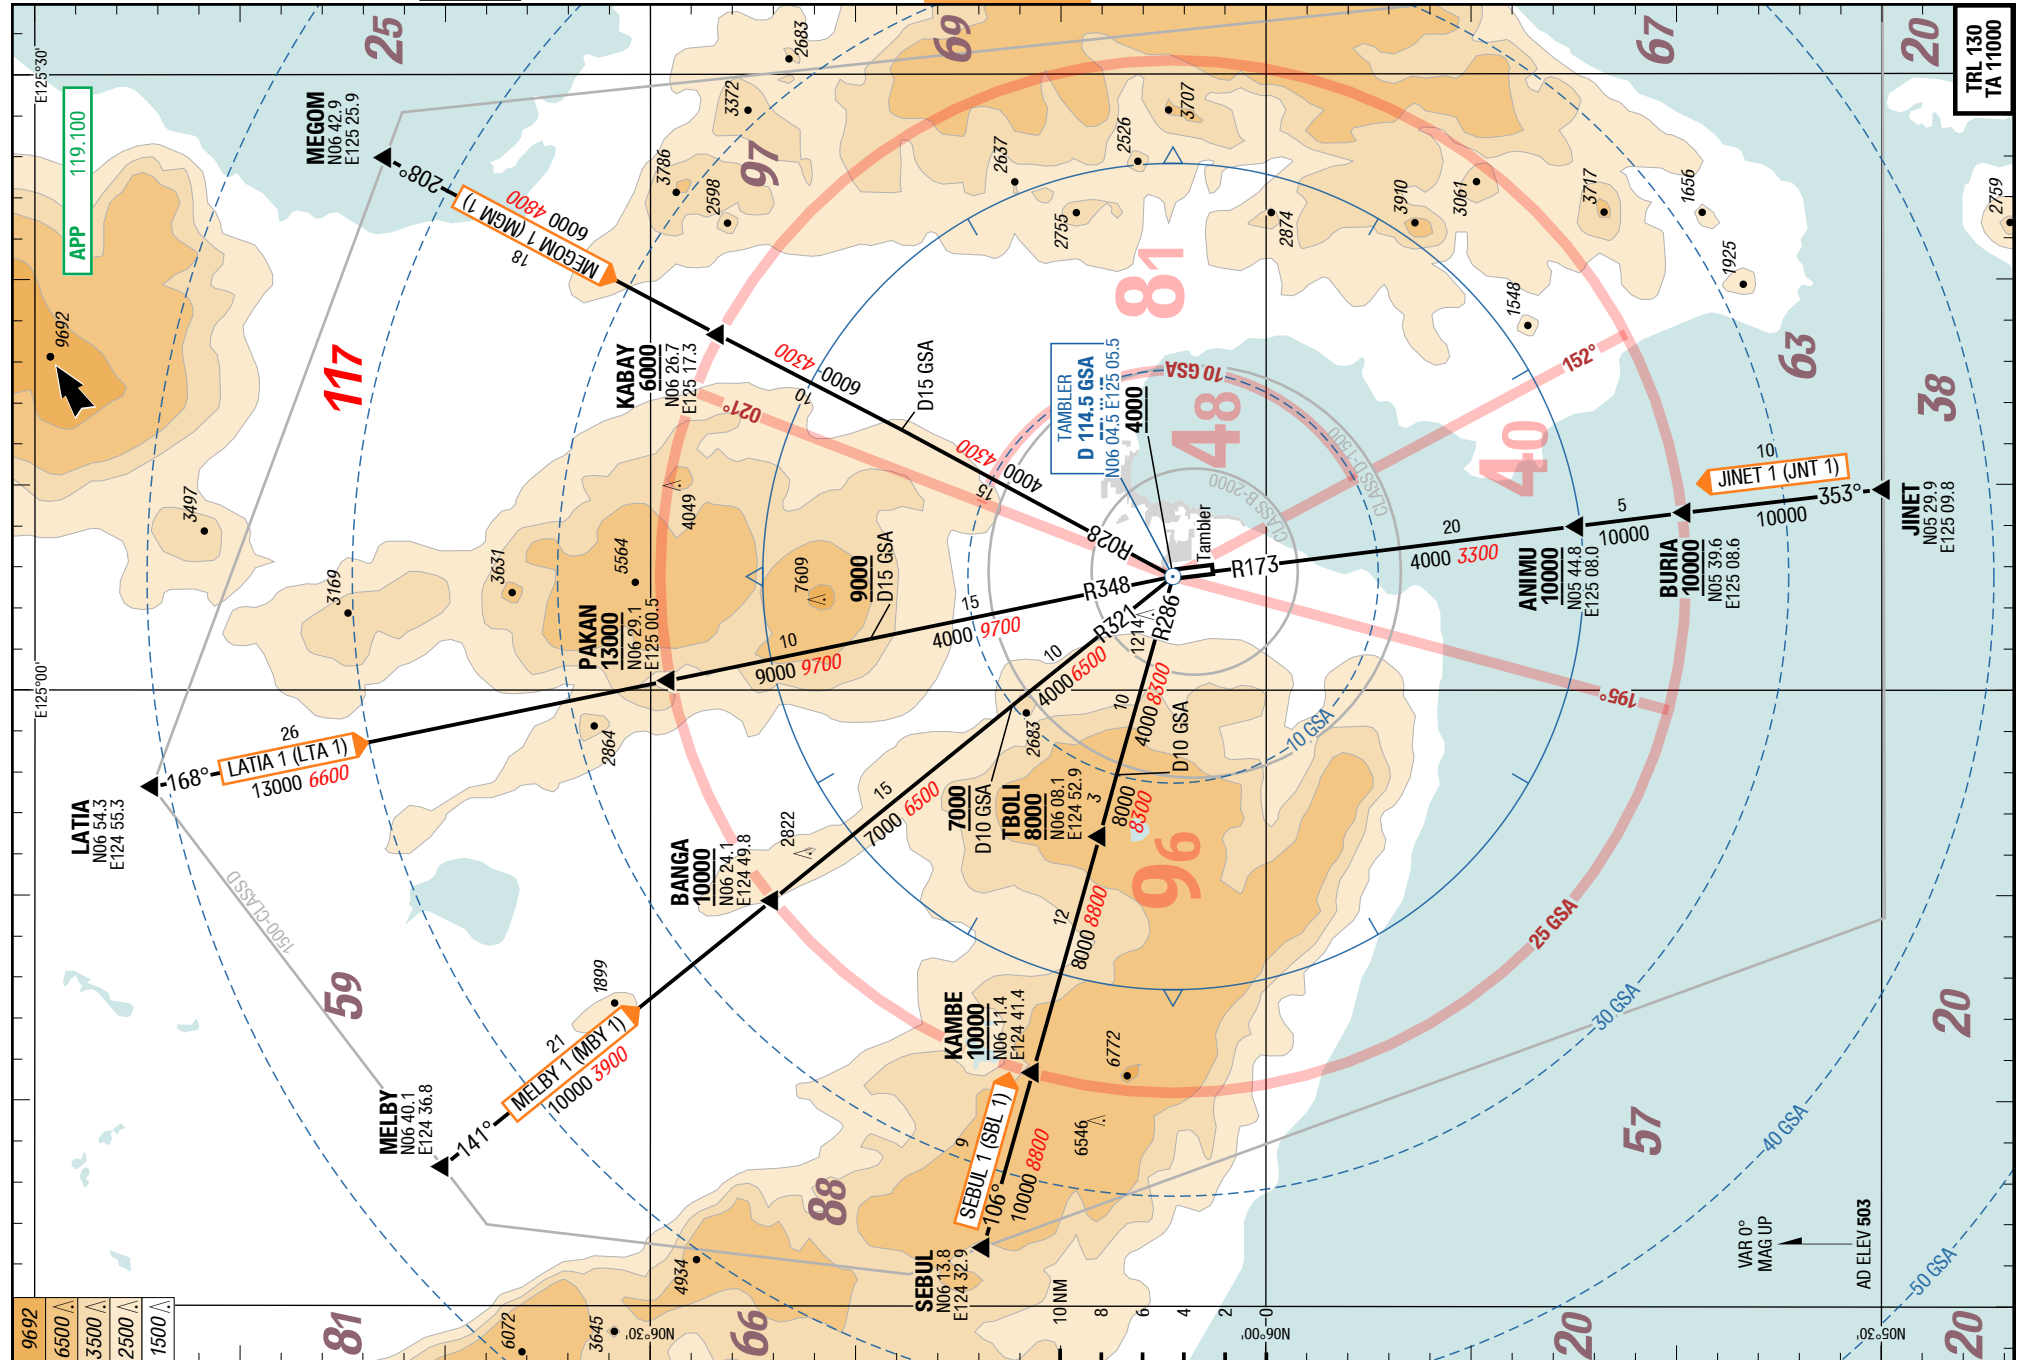 TRL 130
TA 11000
APP 119.100
E125°30'
E125°00'
N06°30'
N06°00'
N05°30'
25
69
67
20
97
117
81
48
40
63
38
96
59
88
57
20
81
66
20
20
MEGOM
N06 42.9
E125 25.9
208°
MEGOM 1 (MGM 1)
18
6000 4800
KABAY
6000
N06 26.7
E125 17.3
10
6000 4300
D15 GSA
15
4000 4300
R028
TAMBLER
D 114.5 GSA
N06 04.5 E125 05.5
4000
Tambler
LATIA
N06 54.3
E124 55.3
168°
LATIA 1 (LTA 1)
26
13000 6600
PAKAN
13000
N06 29.1
E125 00.5
10
9000 9700
9000
D15 GSA
15
4000 9700
R348
MELBY
N06 40.1
E124 36.8
141°
MELBY 1 (MBY 1)
21
10000 3900
BANGA
10000
N06 24.1
E124 49.8
15
7000 6500
7000
D10 GSA
10
4000 6500
R321
SEBUL
N06 13.8
E124 32.9
106°
SEBUL 1 (SBL 1)
9
10000 8800
KAMBE
10000
N06 11.4
E124 41.4
12
8000 8800
TBOLI
8000
N06 08.1
E124 52.9
3
8000 8300
D10 GSA
10
4000 8300
R286
JINET
N05 29.9
E125 09.8
353°
JINET 1 (JNT 1)
10
10000
BURIA
10000
N05 39.6
E125 08.6
5
10000
ANIMU
10000
N05 44.8
E125 08.0
20
4000 3300
R173
021°
152°
195°
10 GSA
25 GSA
10 GSA
30 GSA
40 GSA
50 GSA
CLASS B-2000
CLASS D-1500
1500-CLASS D
2683
3372
3786
2598
2637
2526
3707
2755
2874
3910
3061
3717
1656
1925
1548
2759
9692
3497
3169
3631
5564
4049
7609
2864
2822
2683
1214
1899
6772
6546
4934
6072
3645
9692
6600
3500
2500
1500
10 NM
8
6
4
2
0
VAR 0°
MAG UP
AD ELEV 503